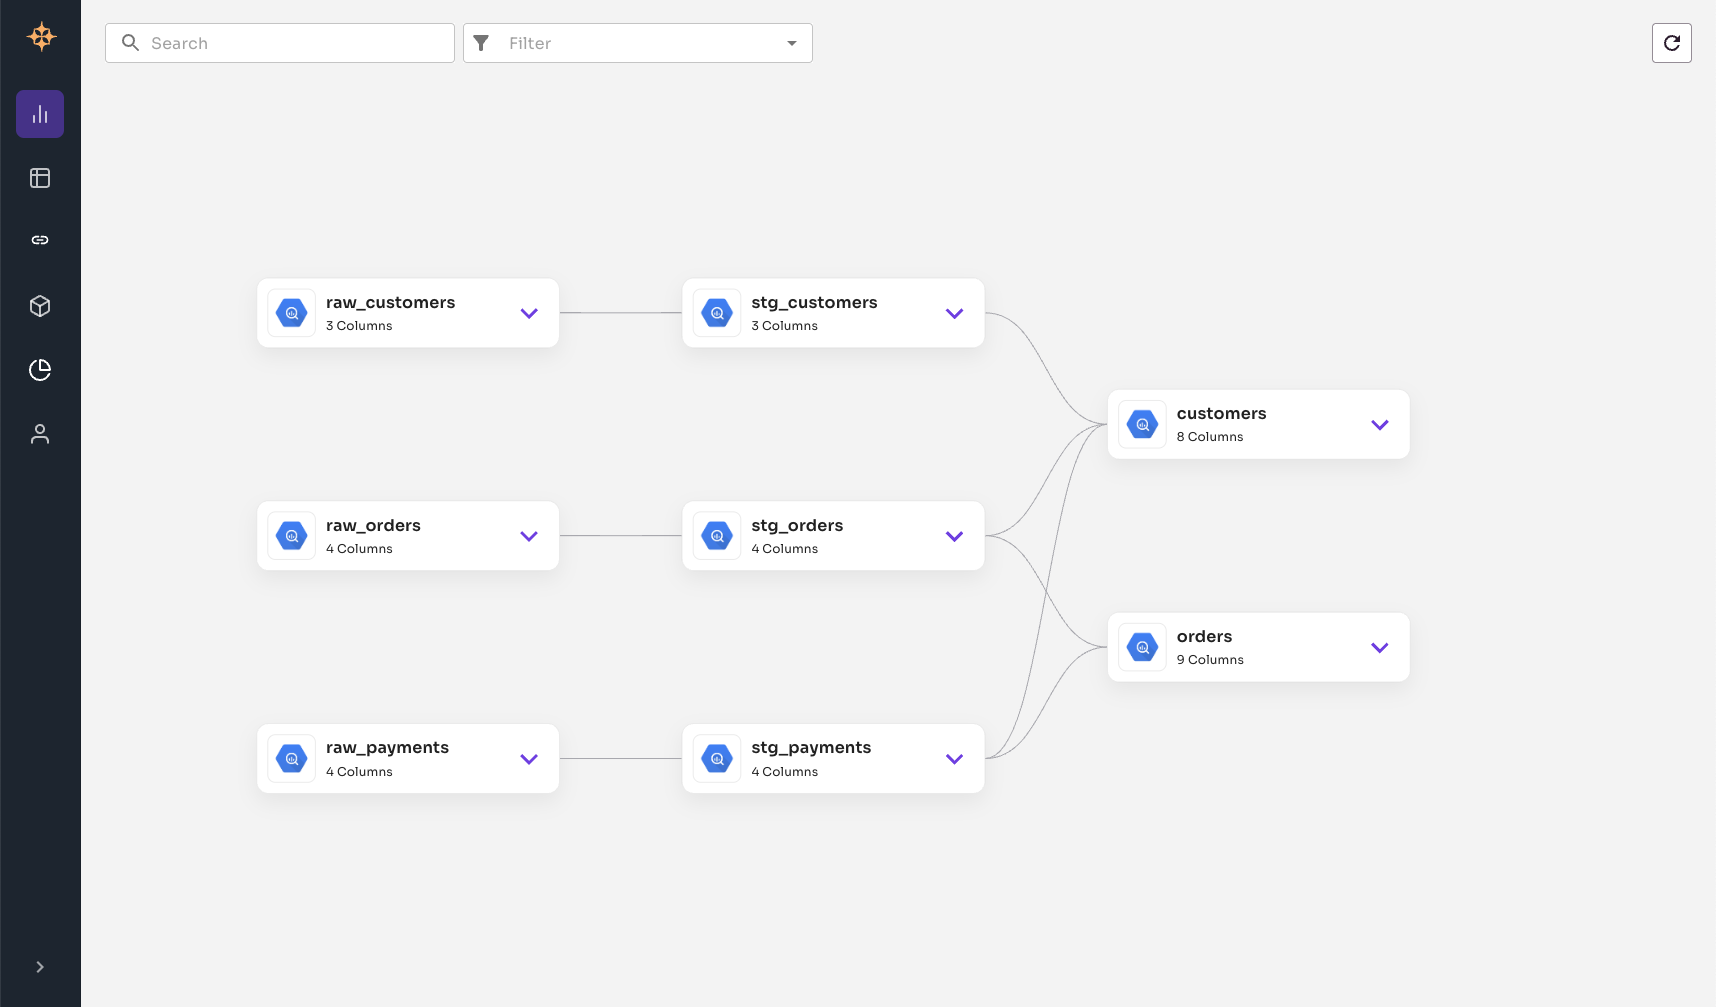 Search
Filter
raw_customers
3 Columns
stg_customers
3 Columns
customers
8 Columns
raw_orders
4 Columns
stg_orders
4 Columns
orders
9 Columns
raw_payments
4 Columns
stg_payments
4 Columns